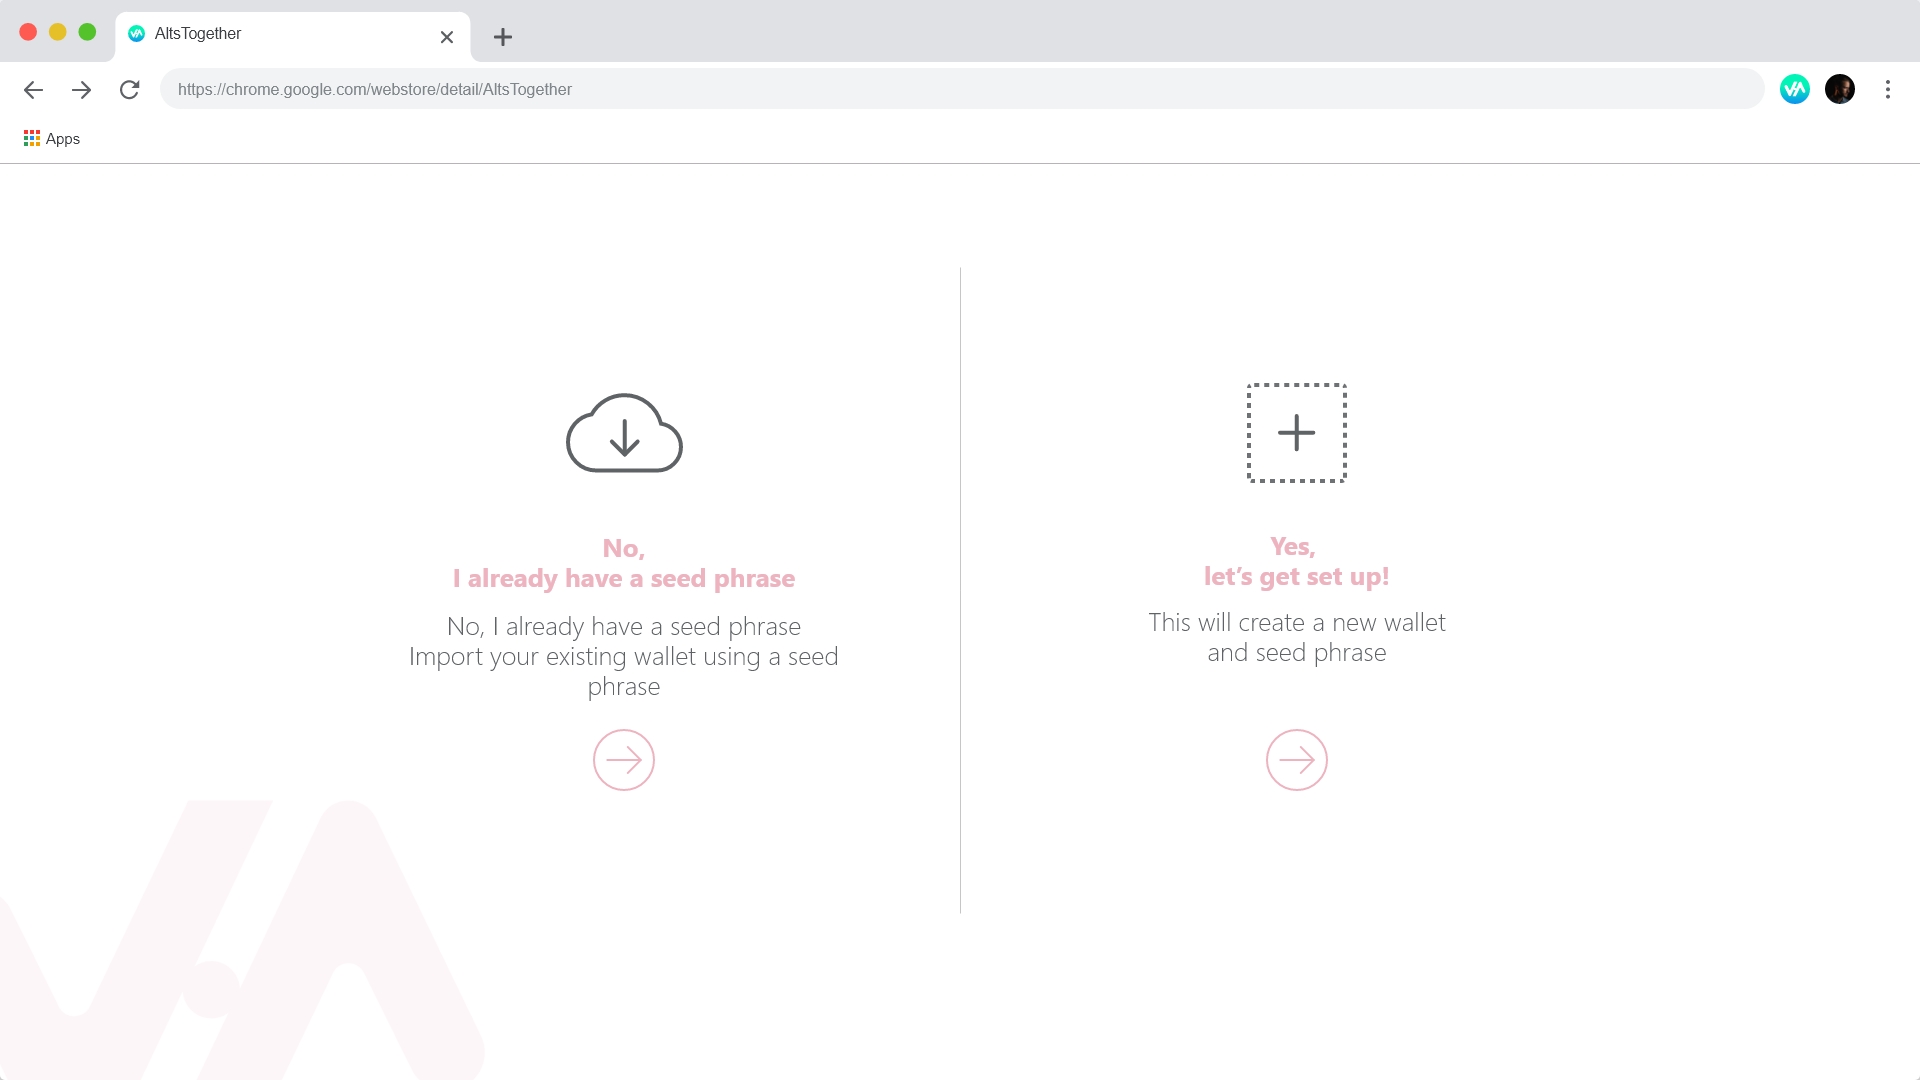 AltsTogether
https://chrome.google.com/webstore/detail/AltsTogether
Apps
No,
I already have a seed phrase
No, I already have a seed phrase
Import your existing wallet using a seed
phrase
Yes,
let's get set up!
This will create a new wallet
and seed phrase